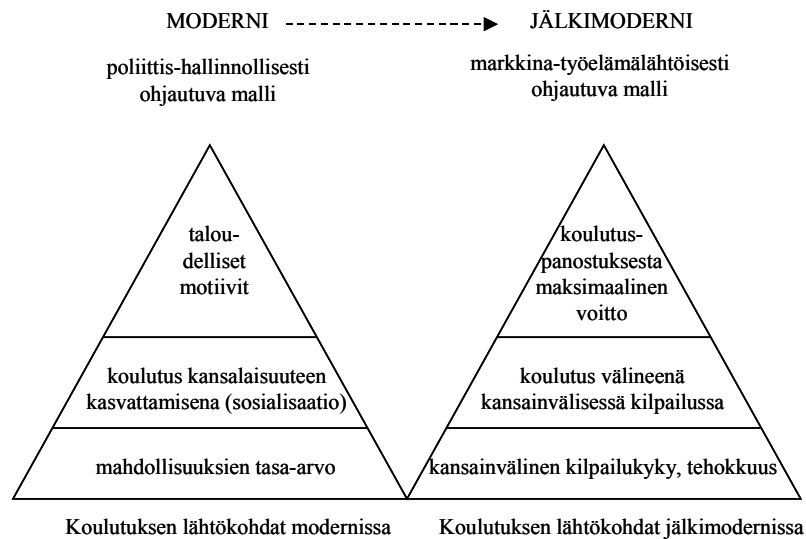 MODERNI
poliittis-hallinnollisesti
ohjautuva malli
JÄLKIMODERNI
markkina-työelämälähtöisesti
ohjautuva malli
talou-
delliset
motiivit
koulutus kansalaisuuteen
kasvattamisena (sosialisaatio)
mahdollisuuksien tasa-arvo
koulutus-
panostuksesta
maksimaalinen
voitto
koulutus välineenä
kansainvälisessä kilpailussa
kansainvälinen kilpailukyky, tehokkuus
Koulutuksen lähtökohdat modernissa
Koulutuksen lähtökohdat jälkimodernissa